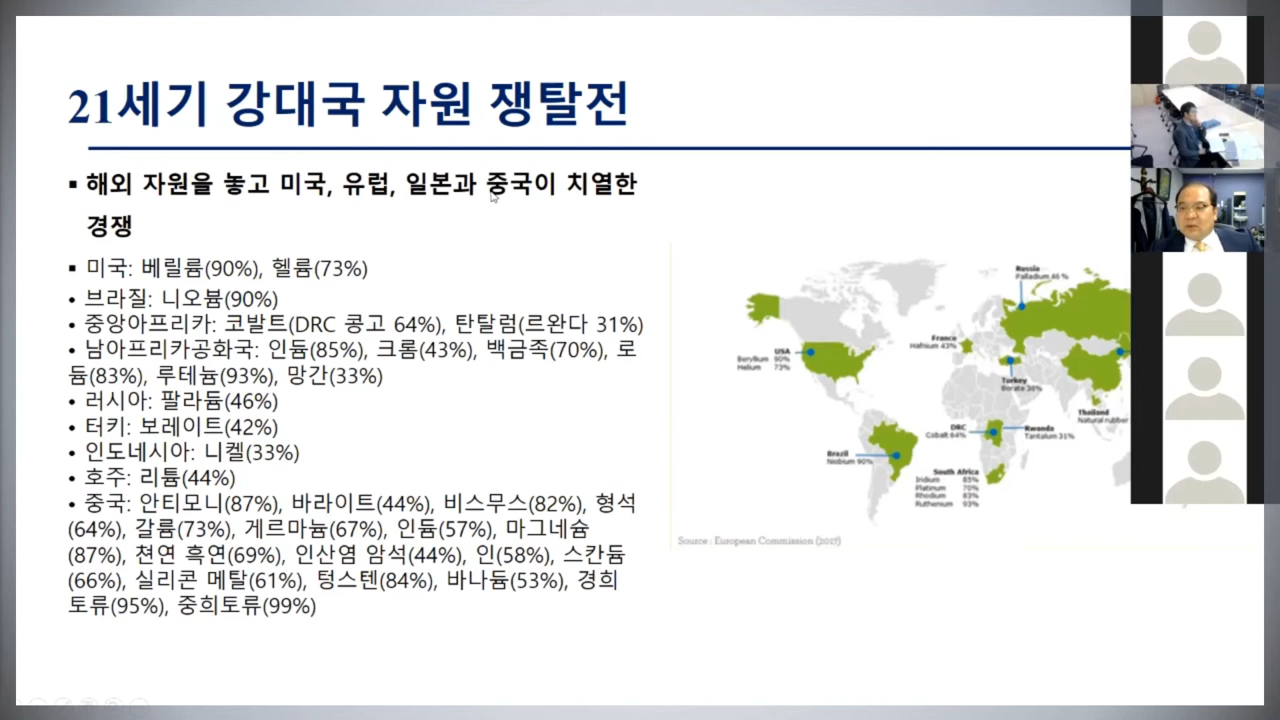 21세기 강대국 자원 쟁탈전
▪ 해외 자원을 놓고 미국, 유럽, 일본과 중국이 치열한
경쟁
▪ 미국: 베릴륨(90%), 헬륨(73%)
• 브라질: 니오븀(90%)
• 중앙아프리카: 코발트(DRC 콩고 64%), 탄탈럼(르완다 31%)
• 남아프리카공화국: 인듐(85%), 크롬(43%), 백금족(70%), 로
듐(83%), 루테늄(93%), 망간(33%)
• 러시아: 팔라듐(46%)
• 터키: 보레이트(42%)
• 인도네시아: 니켈(33%)
• 호주: 리튬(44%)
• 중국: 안티모니(87%), 바라이트(44%), 비스무스(82%), 형석
(64%), 갈륨(73%), 게르마늄(67%), 인듐(57%), 마그네슘
(87%), 천연 흑연(69%), 인산염 암석(44%), 인(58%), 스칸듐
(66%), 실리콘 메탈(61%), 텅스텐(84%), 바나듐(53%), 경희
토류(95%), 중희토류(99%)
Russia
Palladium 46 %
France
Hafnium 43%
USA
Beryllium 90%
Helium 73%
Turkey
Borate 38%
Thailand
Natural rubber
DRC
Cobalt 64%
Rwanda
Tantalum 31%
Brazil
Niobium 90%
South Africa
Iridium 85%
Platinum 70%
Rhodium 83%
Ruthenium 93%
Source : European Commission (2017)